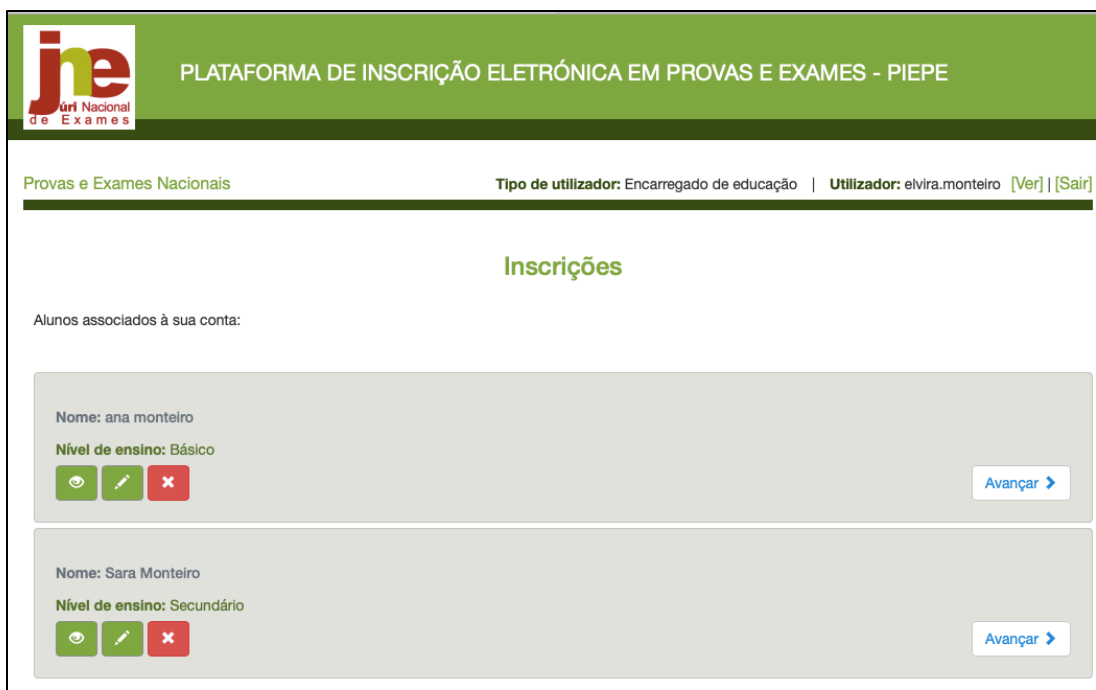 jne
Júri Nacional
de Exames
PLATAFORMA DE INSCRIÇÃO ELETRÓNICA EM PROVAS E EXAMES - PIEPE
Provas e Exames Nacionais
Tipo de utilizador: Encarregado de educação | Utilizador: elvira.monteiro [Ver] | [Sair]
Inscrições
Alunos associados à sua conta:
Nome: ana monteiro
Nível de ensino: Básico
Avançar
Nome: Sara Monteiro
Nível de ensino: Secundário
Avançar